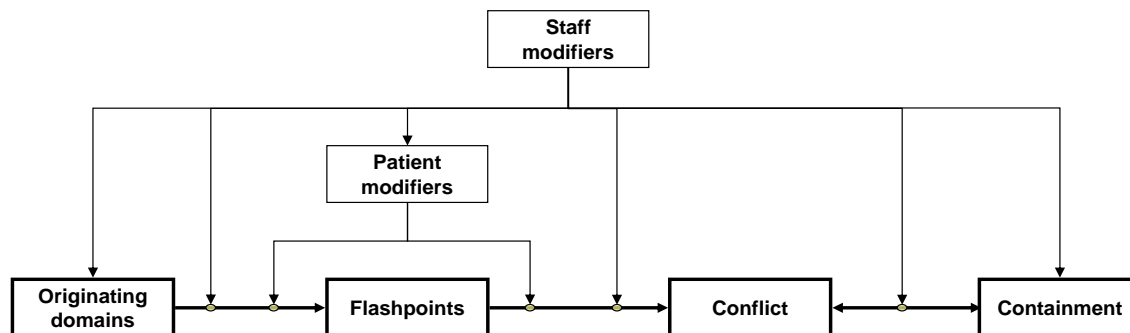 Staff
modifiers
Patient
modifiers
Originating
domains
Flashpoints
Conflict
Containment